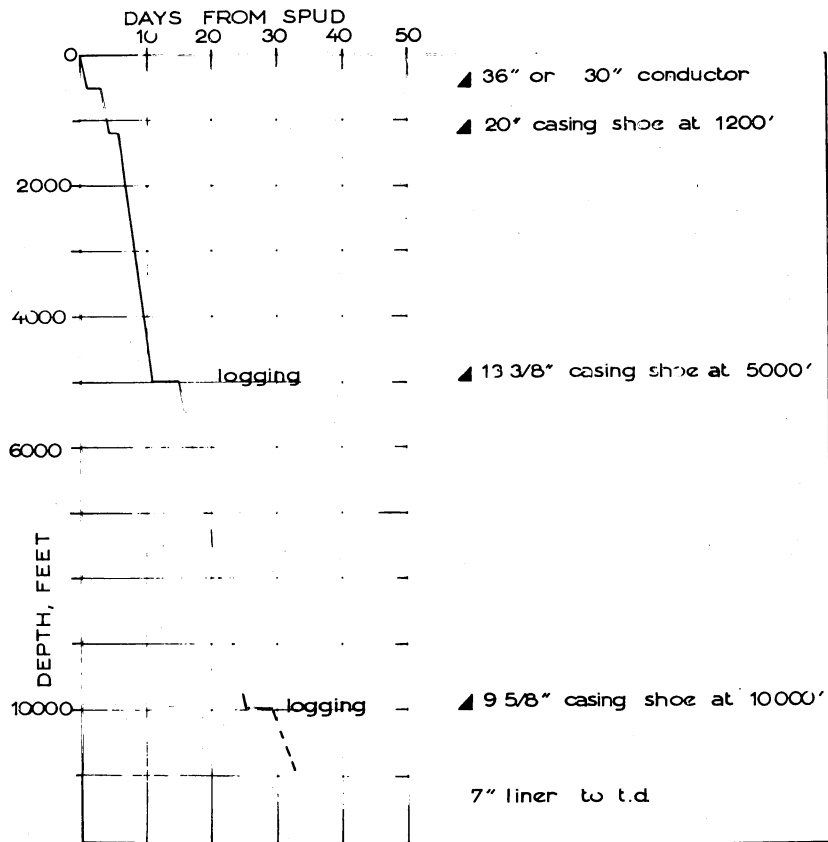 DAYS FROM SPUD
10 20 30 40 50
0
36" or 30" conductor
20" casing shoe at 1200'
2000
4000
logging
13 3/8" casing shoe at 5000'
6000
DEPTH, FEET
10000
logging
9 5/8" casing shoe at 10000'
7" liner to t.d